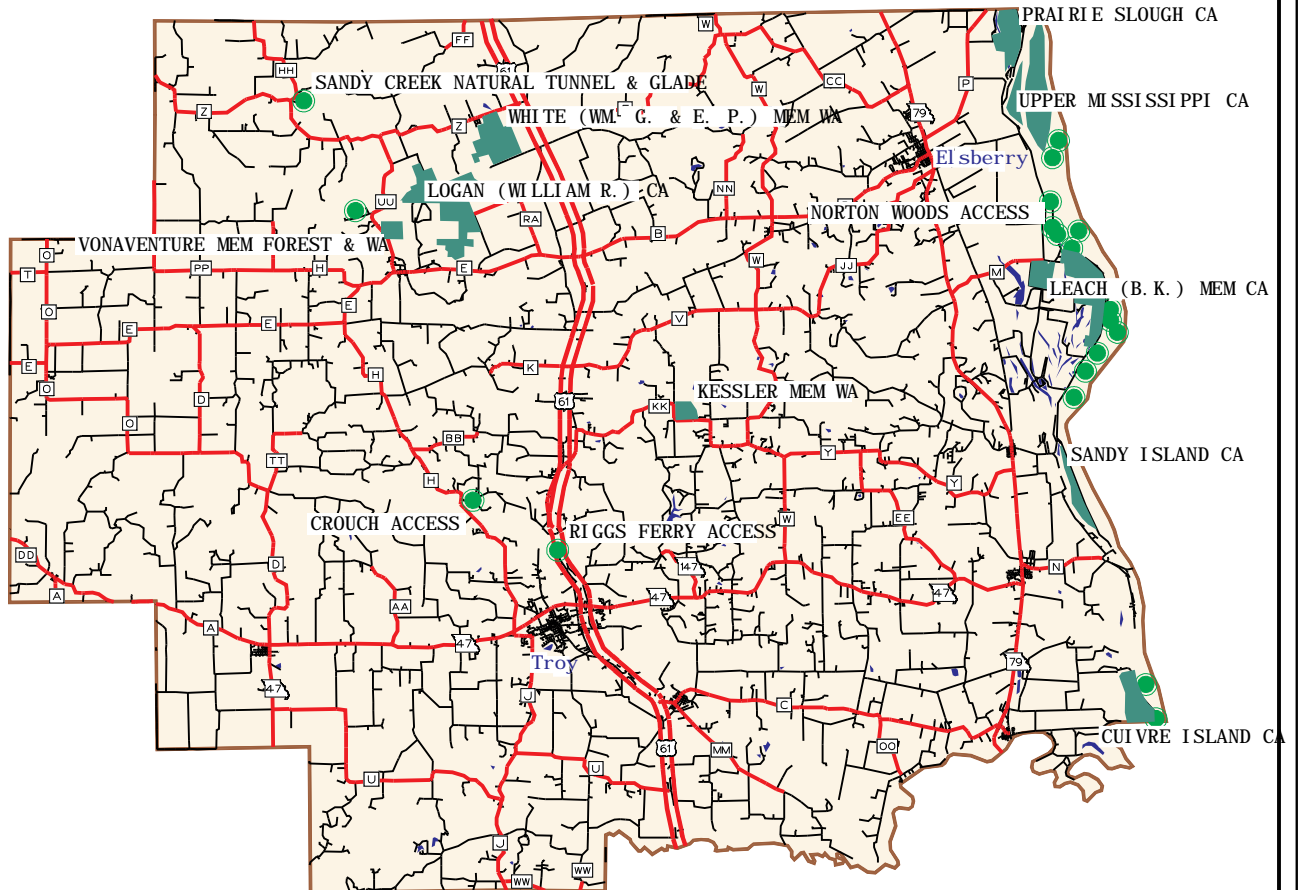 PRAIRIE SLOUGH CA
W
FF
61
HH
SANDY CREEK NATURAL TUNNEL & GLADE
CC
P
W
UPPER MISSISSIPPI CA
Z
79
WHITE (WM. G. & E. P.) MEM WA
Z
Elsberry
LOGAN (WILLIAM R.) CA
NN
UU
NORTON WOODS ACCESS
RA
B
VONAVENTURE MEM FOREST & WA
O
T
PP
H
E
W
JJ
M
LEACH (B.K.) MEM CA
O
E
V
E
E
E
K
H
O
D
61
KESSLER MEM WA
KK
O
BB
Y
SANDY ISLAND CA
TT
H
Y
CROUCH ACCESS
W
EE
RIGGS FERRY ACCESS
DD
D
147
N
A
AA
47
47
A
47
Troy
79
47
J
C
CUIVRE ISLAND CA
61
MM
OO
U
U
J
WW
WW